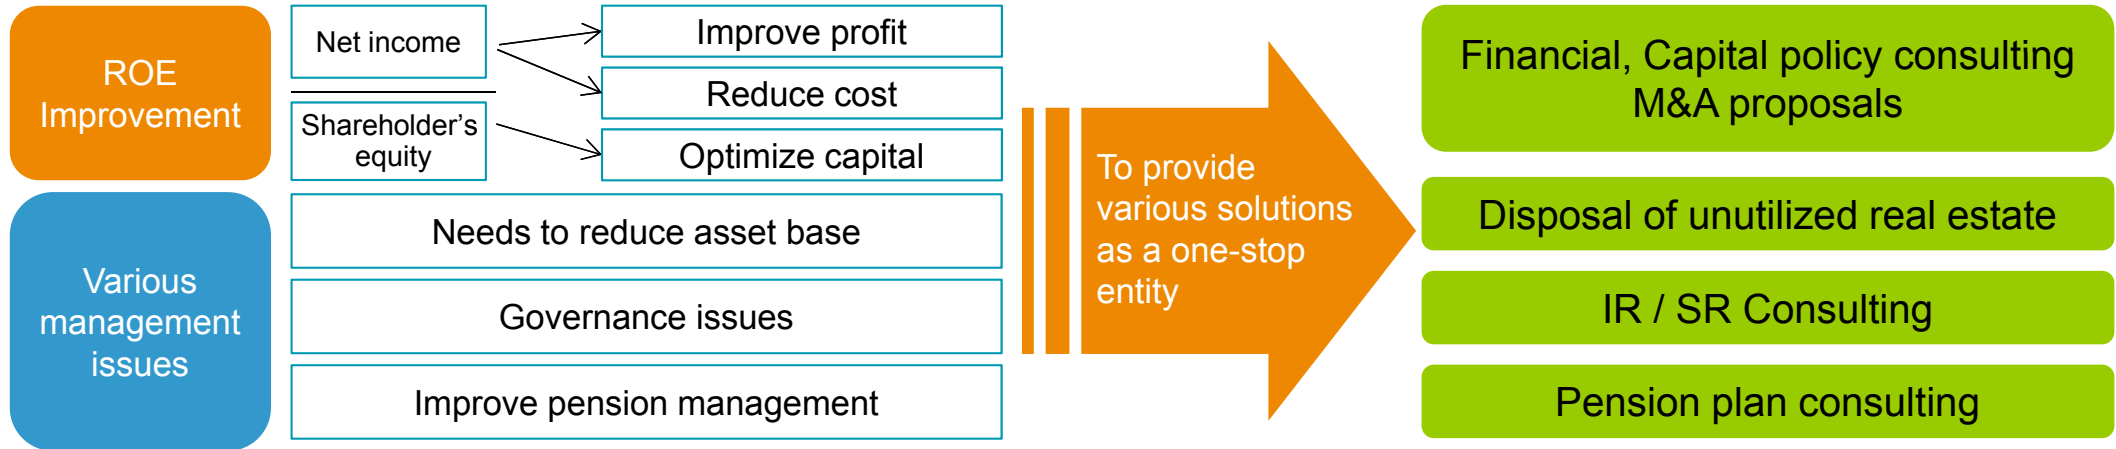 ROE
Improvement
Net income
Shareholder's
equity
Improve profit
Reduce cost
Optimize capital
Various
management
issues
Needs to reduce asset base
Governance issues
Improve pension management
To provide
various solutions
as a one-stop
entity
Financial, Capital policy consulting
M&A proposals
Disposal of unutilized real estate
IR / SR Consulting
Pension plan consulting